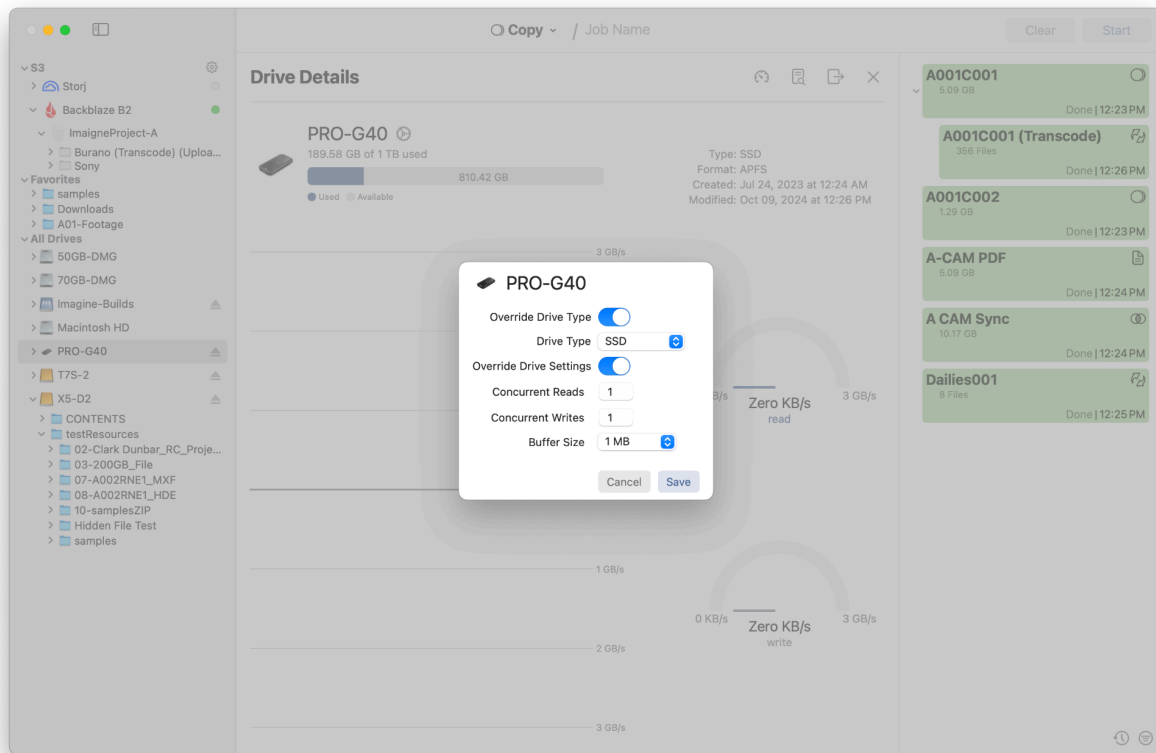 Copy / Job Name
Clear
Start
S3
Storj
Backblaze B2
ImaigneProject-A
Burano (Transcode) (Uploa...
Sony
Favorites
samples
Downloads
A01-Footage
All Drives
50GB-DMG
70GB-DMG
Imagine-Builds
Macintosh HD
PRO-G40
T7S-2
X5-D2
CONTENTS
testResources
02-Clark Dunbar_RC_Proje...
03-200GB_File
07-A002RNE1_MXF
08-A002RNE1_HDE
10-samplesZIP
Hidden File Test
samples
Drive Details
PRO-G40
189.58 GB of 1 TB used
810.42 GB
Used Available
Type: SSD
Format: APFS
Created: Jul 24, 2023 at 12:24 AM
Modified: Oct 09, 2024 at 12:26 PM
3 GB/s
B/s
Zero KB/s
3 GB/s
read
1 GB/s
0 KB/s
Zero KB/s
3 GB/s
write
2 GB/s
3 GB/s
PRO-G40
Override Drive Type
Drive Type SSD
Override Drive Settings
Concurrent Reads 1
Concurrent Writes 1
Buffer Size 1 MB
Cancel Save
A001C001
5.09 GB
Done | 12:23 PM
A001C001 (Transcode)
356 Files
Done | 12:26 PM
A001C002
1.29 GB
Done | 12:23 PM
A-CAM PDF
5.09 GB
Done | 12:24 PM
A CAM Sync
10.17 GB
Done | 12:24 PM
Dailies001
8 Files
Done | 12:25 PM